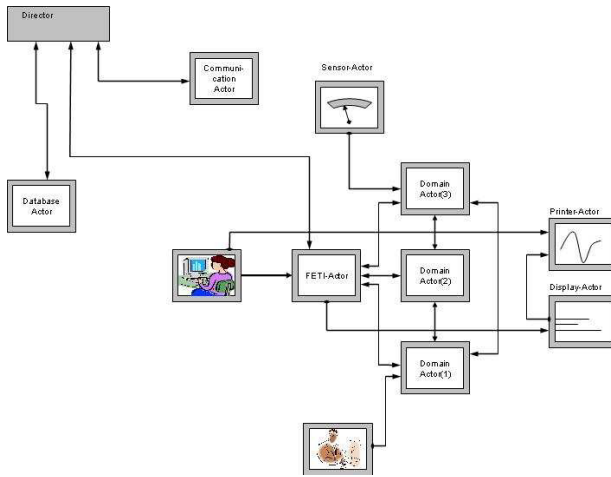 Director
Communi-
cation
Actor
Sensor-Actor
Database
Actor
Domain
Actor(3)
Printer-Actor
FETI-Actor
Domain
Actor(2)
Display-Actor
Domain
Actor(1)